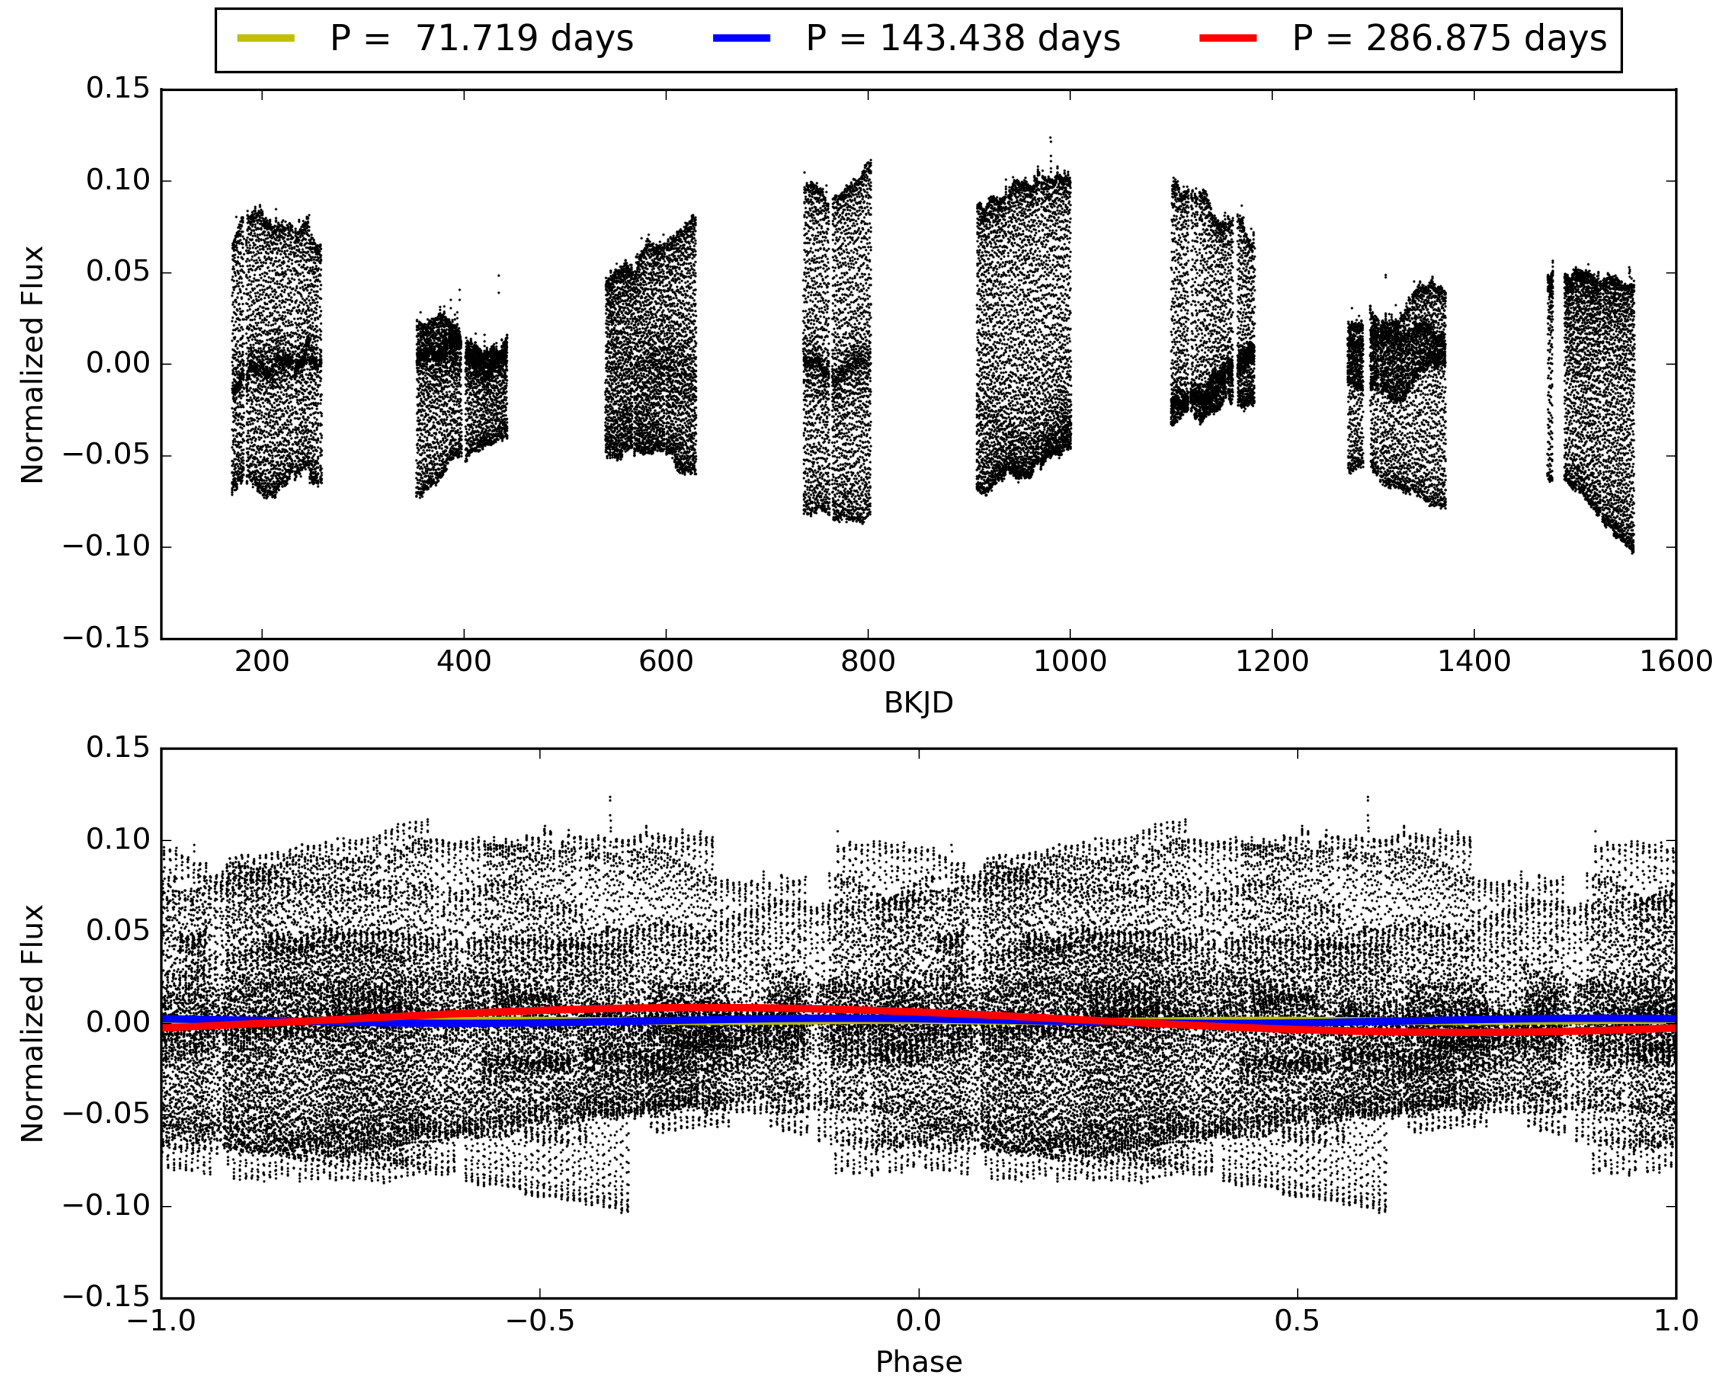 P =  71.719 days P = 143.438 days P = 286.875 days
0.15
0.10
0.05
0.00
−0.05
−0.10
−0.15
Normalized Flux
200 400 600 800 1000 1200 1400 1600
BKJD
0.15
0.10
0.05
0.00
−0.05
−0.10
−0.15
Normalized Flux
−1.0 −0.5 0.0 0.5 1.0
Phase